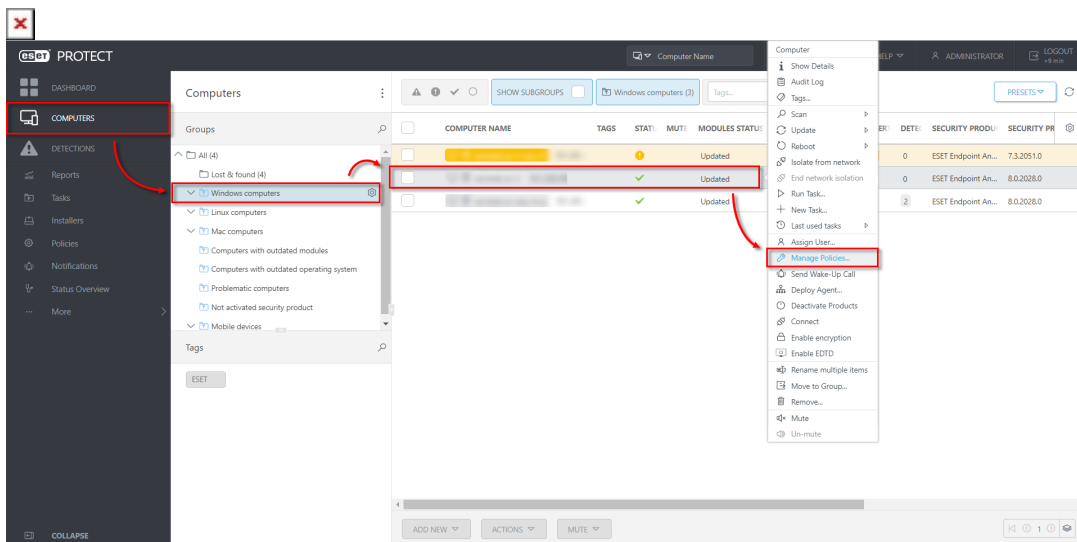 eset PROTECT
Computer Name
HELP
ADMINISTRATOR
LOGOUT
>9 min
DASHBOARD
COMPUTERS
DETECTIONS
Reports
Tasks
Installers
Policies
Notifications
Status Overview
More
COLLAPSE
Computers
Groups
All (4)
Lost & found (4)
Windows computers
Linux computers
Mac computers
Computers with outdated modules
Computers with outdated operating system
Problematic computers
Not activated security product
Mobile devices
Tags
ESET
SHOW SUBGROUPS
Windows computers (3)
Tags...
PRESETS
COMPUTER NAME TAGS STATU MUTE MODULES STATUS DETEC SECURITY PRODU SECURITY PR
Updated 0 ESET Endpoint An... 7.3.2051.0
Updated 0 ESET Endpoint An... 8.0.2028.0
Updated 2 ESET Endpoint An... 8.0.2028.0
Computer
Show Details
Audit Log
Tags...
Scan
Update
Reboot
Isolate from network
End network isolation
Run Task...
New Task...
Last used tasks
Assign User...
Manage Policies...
Send Wake-Up Call
Deploy Agent...
Deactivate Products
Connect
Enable encryption
Enable EDTD
Rename multiple items
Move to Group...
Remove...
Mute
Un-mute
ADD NEW
ACTIONS
MUTE
1